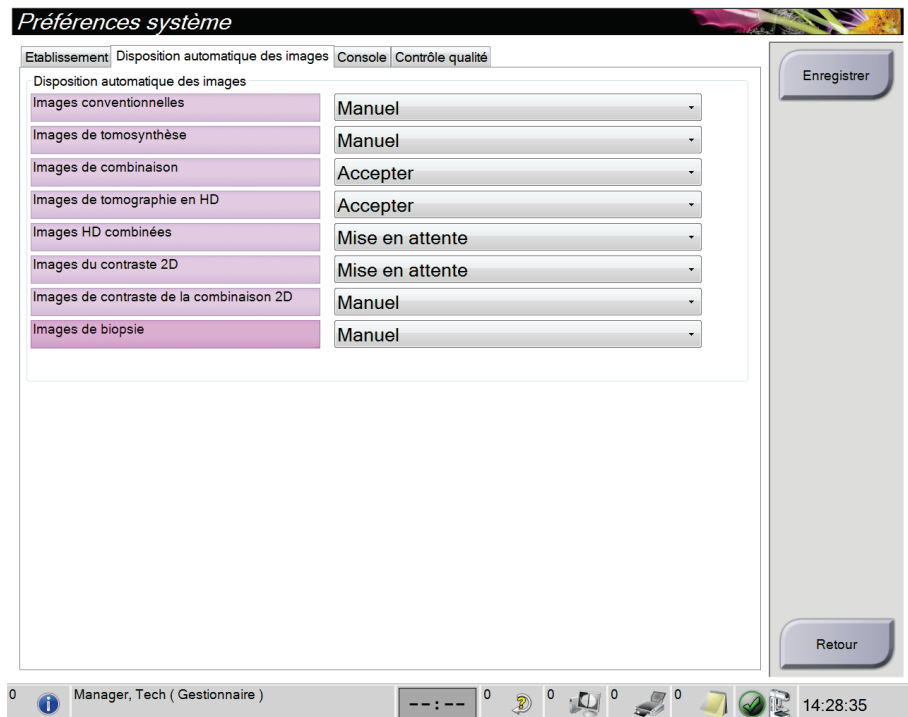 Préférences système
Etablissement Disposition automatique des images Console Contrôle qualité
Enregistrer
Disposition automatique des images
Images conventionnelles Manuel
Images de tomosynthèse Manuel
Images de combinaison Accepter
Images de tomographie en HD Accepter
Images HD combinées Mise en attente
Images du contraste 2D Mise en attente
Images de contraste de la combinaison 2D Manuel
Images de biopsie Manuel
Retour
0 Manager, Tech ( Gestionnaire ) --:-- 0 0 0 0 14:28:35